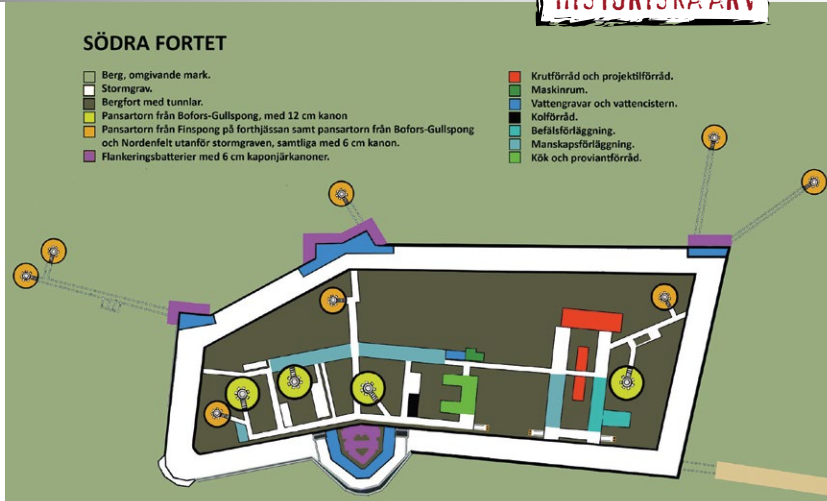 HISTORISKA ARV
SÖDRA FORTET
Berg, omgivande mark.
Stormgrav.
Bergfort med tunnlar.
Pansartorn från Bofors-Gullspong, med 12 cm kanon
Pansartorn från Finspong på forthjässan samt pansartorn från Bofors-Gullspong
och Nordenfelt utanför stormgraven, samtliga med 6 cm kanon.
Flankeringsbatterier med 6 cm kaponjärkanoner.
Krutförråd och projektilförråd.
Maskinrum.
Vattengravar och vattencistern.
Kolförråd.
Befälsförläggning.
Manskapsförläggning.
Kök och proviantförråd.